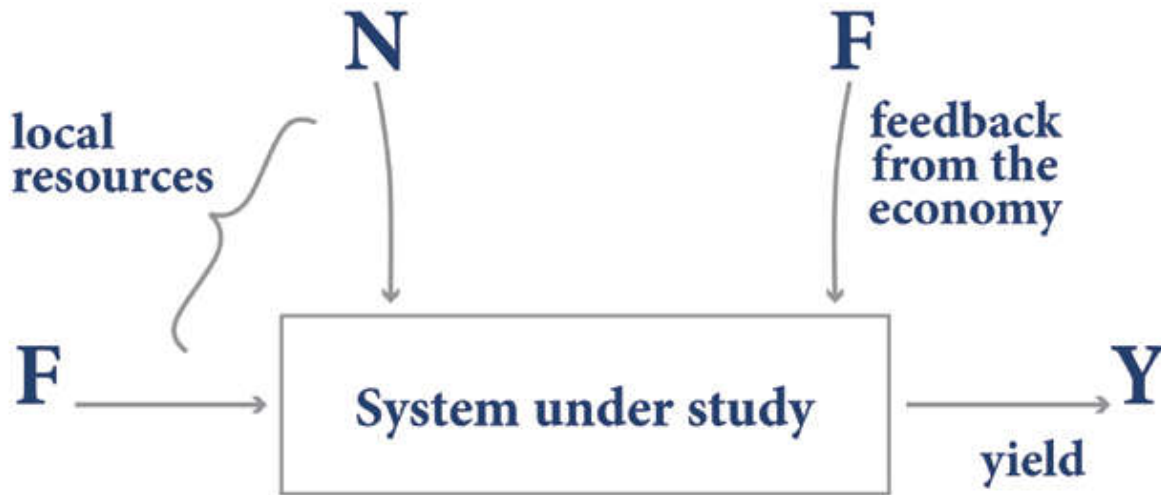 N
F
local
resources
feedback
from the
economy
F
System under study
Y
yield